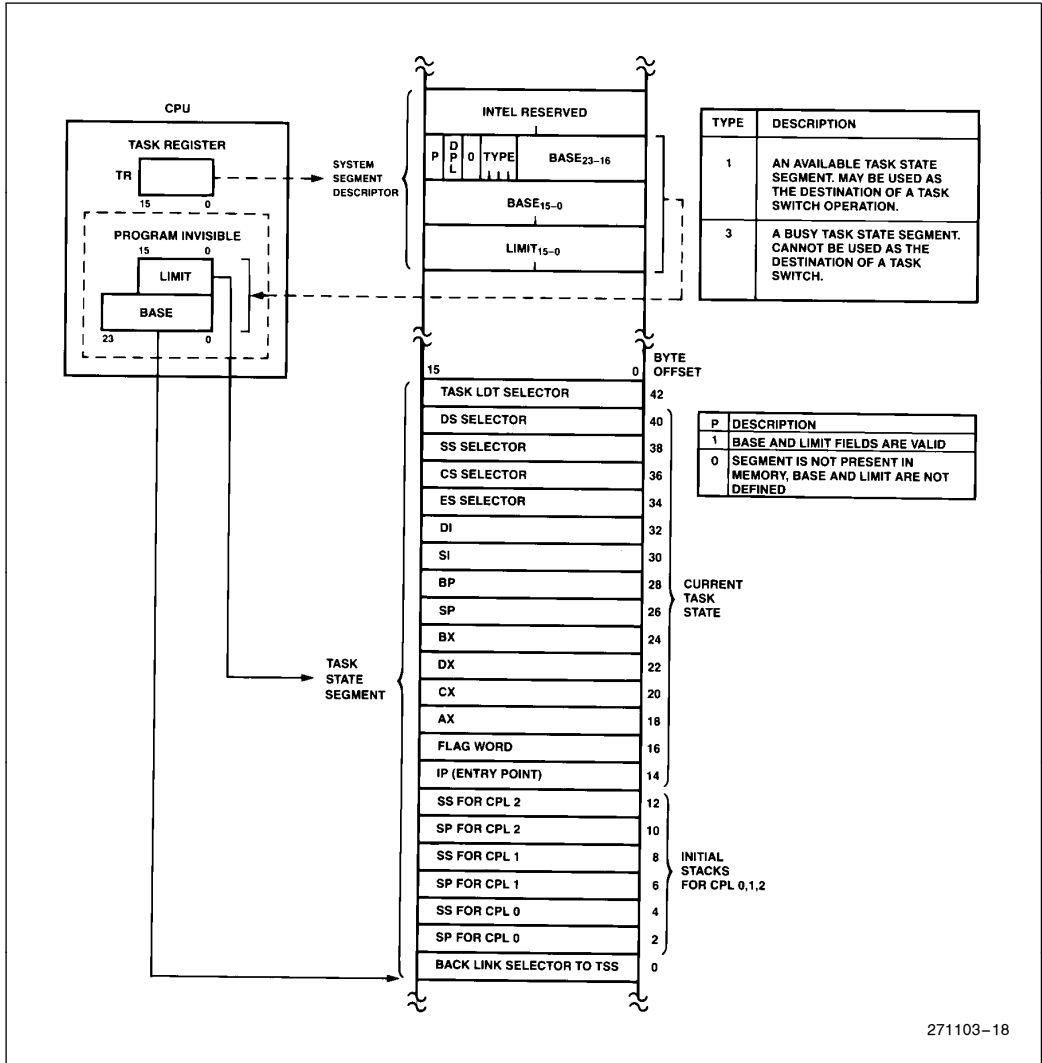 CPU
TASK REGISTER
TR
15 0
PROGRAM INVISIBLE
15 0
LIMIT
BASE
23 0
SYSTEM
SEGMENT
DESCRIPTOR
INTEL RESERVED
P
DPL
0
TYPE
BASE23–16
BASE15–0
LIMIT15–0
TYPE DESCRIPTION
1 AN AVAILABLE TASK STATE
SEGMENT. MAY BE USED AS
THE DESTINATION OF A TASK
SWITCH OPERATION.
3 A BUSY TASK STATE SEGMENT.
CANNOT BE USED AS THE
DESTINATION OF A TASK
SWITCH.
P DESCRIPTION
1 BASE AND LIMIT FIELDS ARE VALID
0 SEGMENT IS NOT PRESENT IN
MEMORY, BASE AND LIMIT ARE NOT
DEFINED
TASK
STATE
SEGMENT
15 0
BYTE
OFFSET
TASK LDT SELECTOR 42
DS SELECTOR 40
SS SELECTOR 38
CS SELECTOR 36
ES SELECTOR 34
DI 32
SI 30
BP 28
SP 26
BX 24
DX 22
CX 20
AX 18
FLAG WORD 16
IP (ENTRY POINT) 14
CURRENT
TASK
STATE
SS FOR CPL 2 12
SP FOR CPL 2 10
SS FOR CPL 1 8
SP FOR CPL 1 6
SS FOR CPL 0 4
SP FOR CPL 0 2
INITIAL
STACKS
FOR CPL 0,1,2
BACK LINK SELECTOR TO TSS 0
271103–18